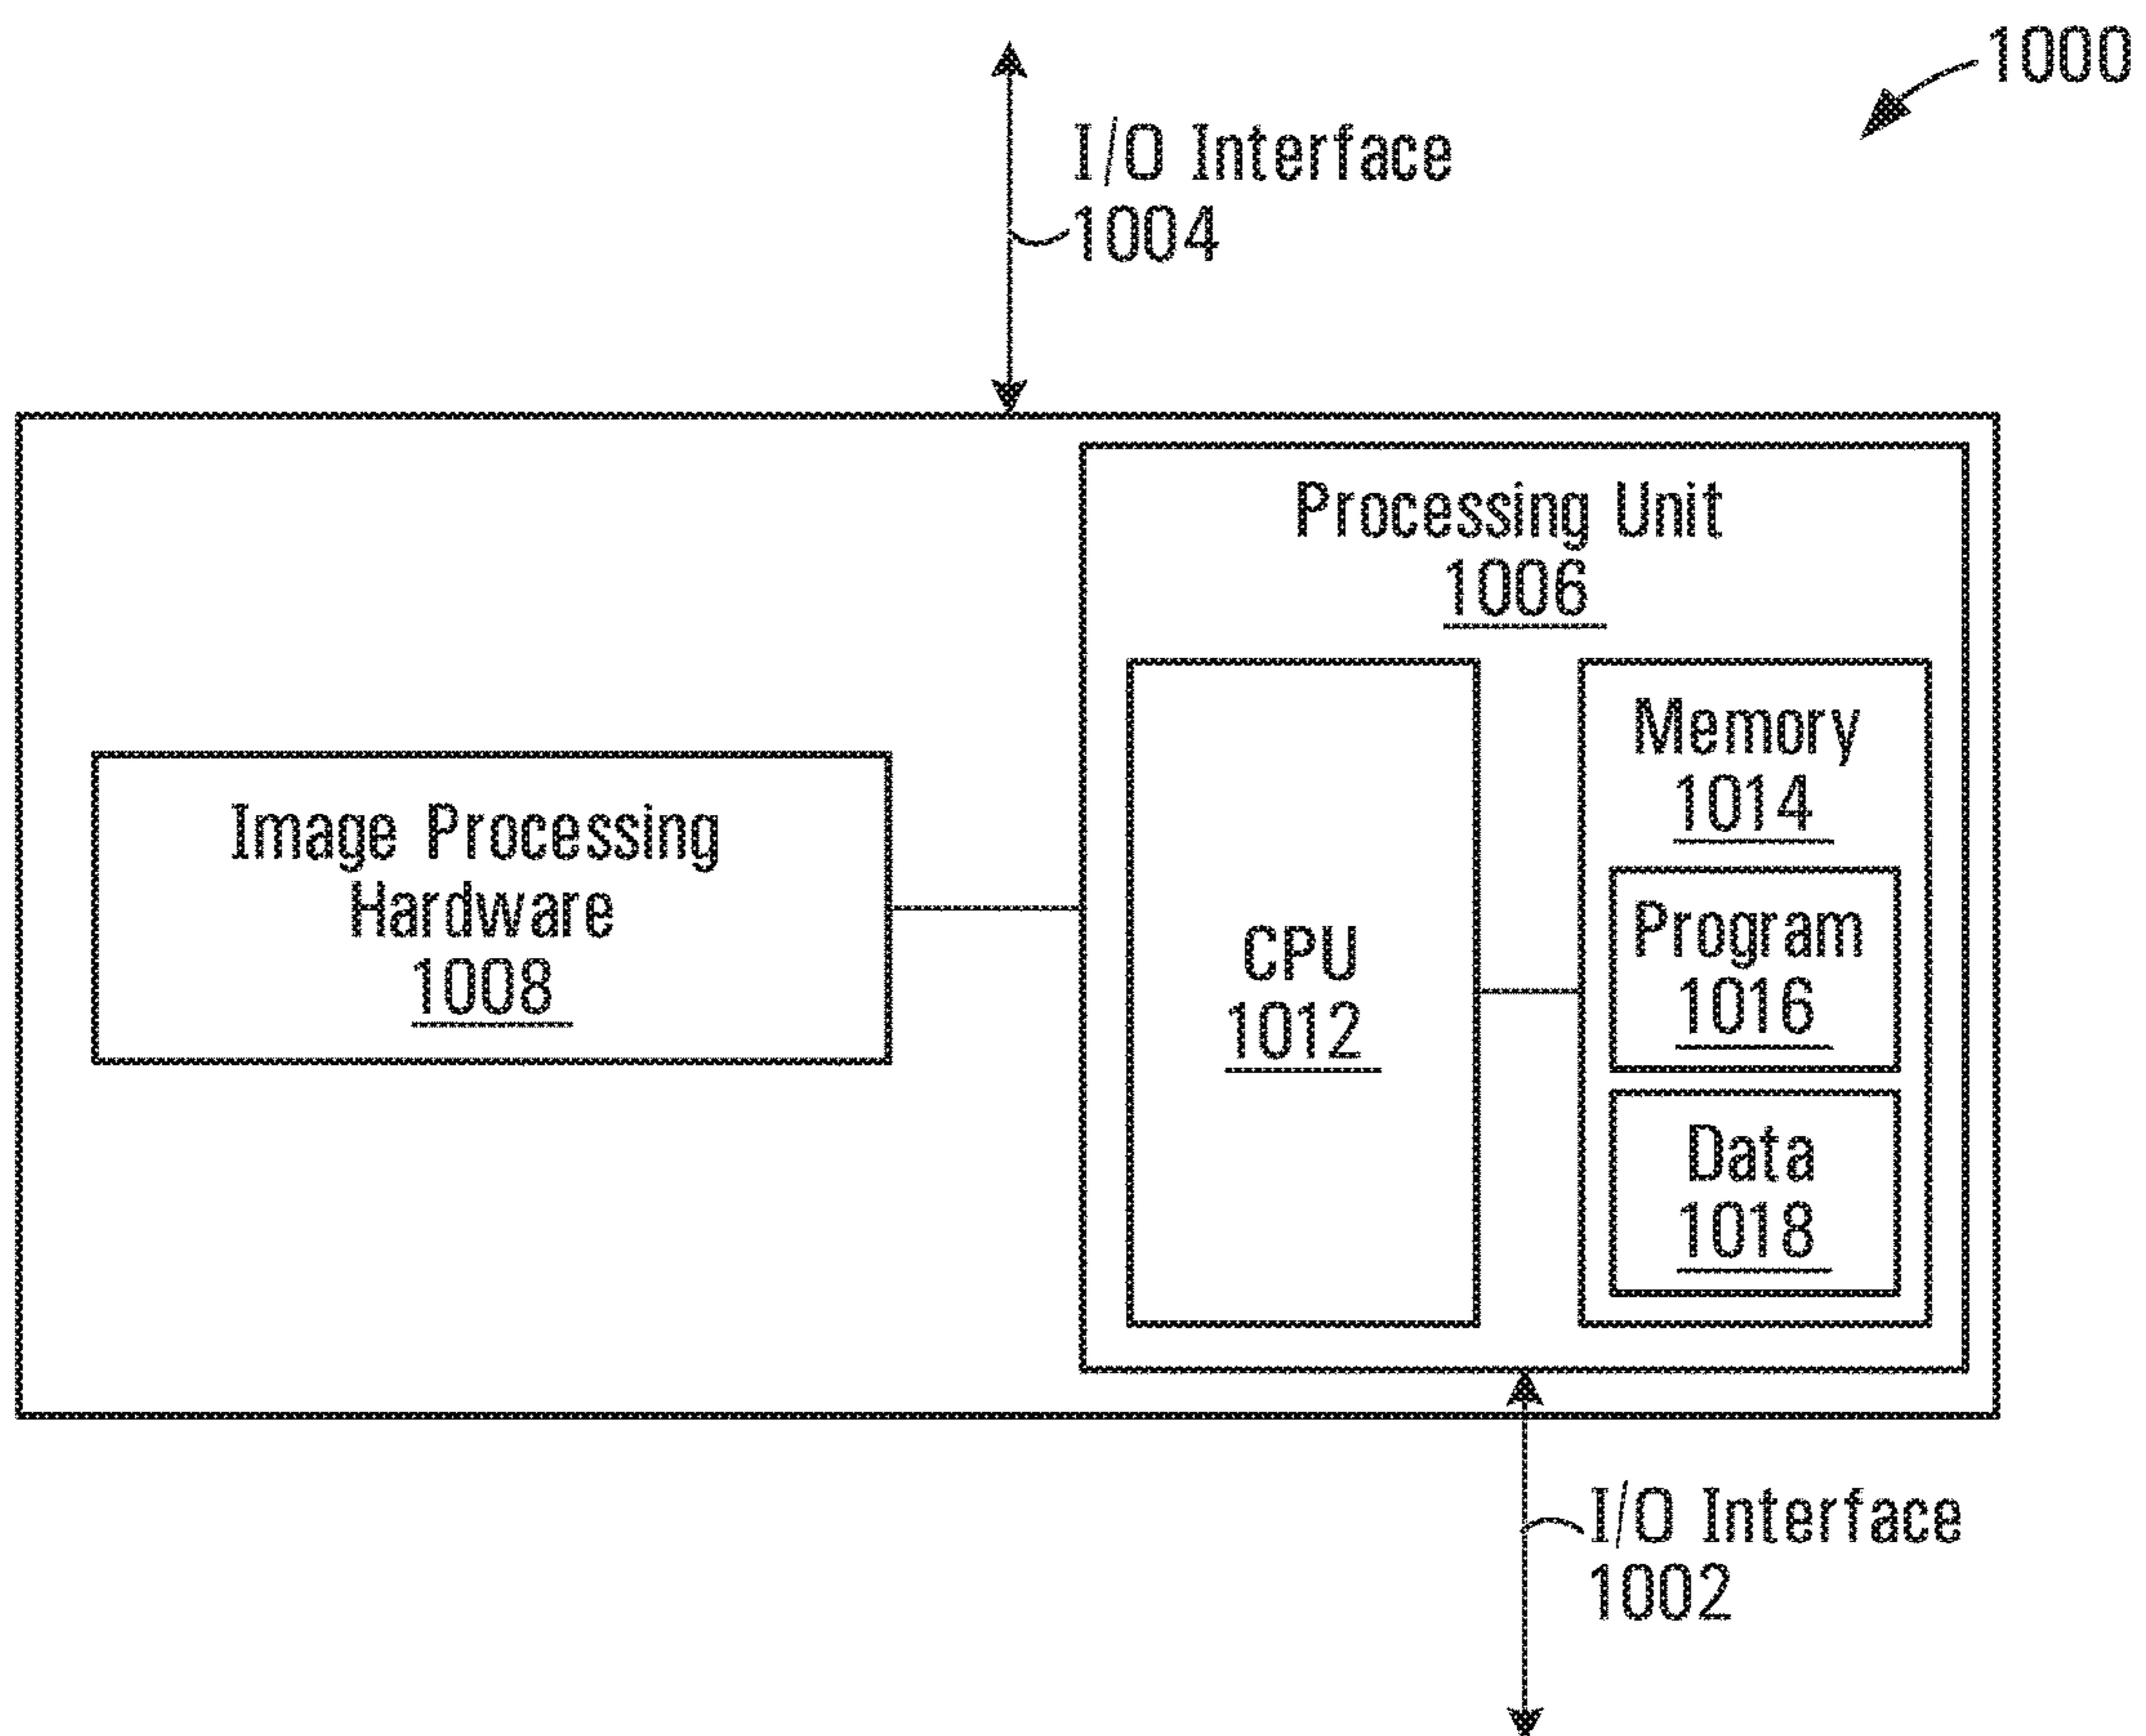 1000
I/O Interface
1004
Processing Unit
1006
Image Processing
Hardware
1008
CPU
1012
Memory
1014
Program
1016
Data
1018
I/O Interface
1002